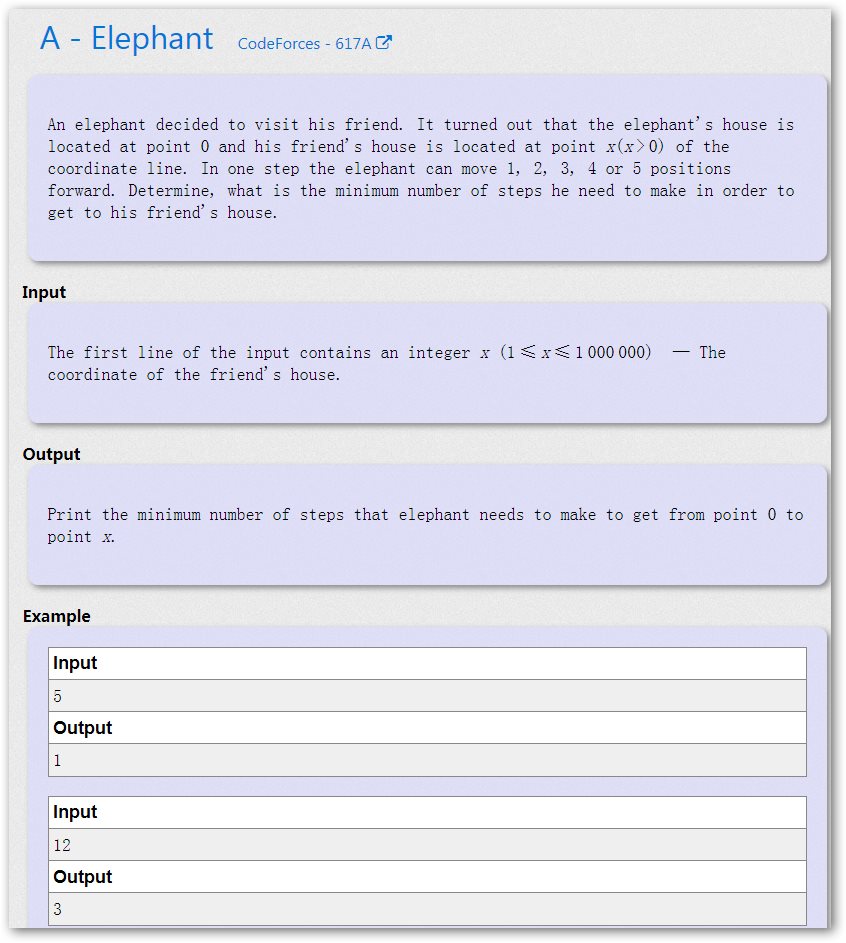 A - Elephant CodeForces - 617A
An elephant decided to visit his friend. It turned out that the elephant's house is
located at point 0 and his friend's house is located at point x(x > 0) of the
coordinate line. In one step the elephant can move 1, 2, 3, 4 or 5 positions
forward. Determine, what is the minimum number of steps he need to make in order to
get to his friend's house.
Input
The first line of the input contains an integer x (1 ≤ x ≤ 1 000 000) — The
coordinate of the friend's house.
Output
Print the minimum number of steps that elephant needs to make to get from point 0 to
point x.
Example
Input
5
Output
1
Input
12
Output
3